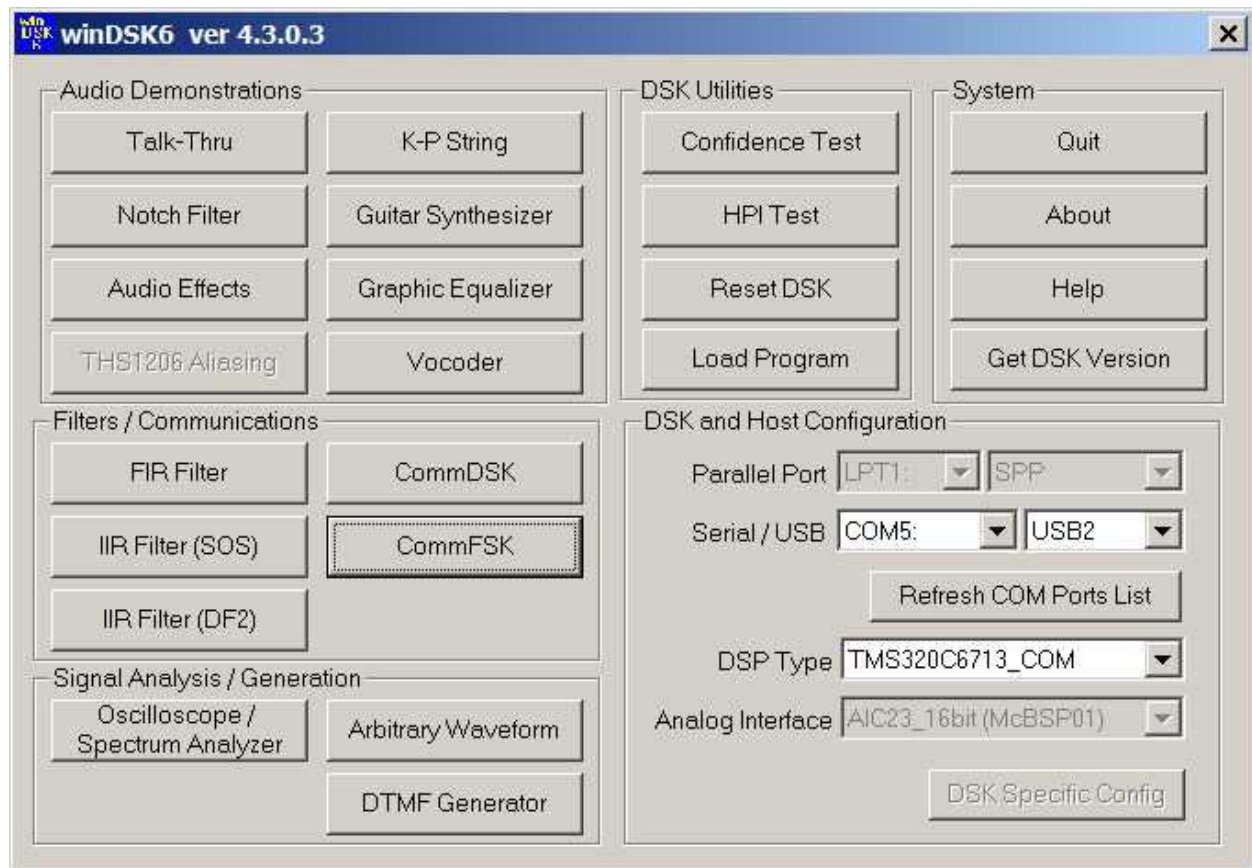 win
DSK
6
winDSK6 ver 4.3.0.3
Audio Demonstrations
Talk-Thru
K-P String
Notch Filter
Guitar Synthesizer
Audio Effects
Graphic Equalizer
THS1206 Aliasing
Vocoder
DSK Utilities
Confidence Test
HPI Test
Reset DSK
Load Program
System
Quit
About
Help
Get DSK Version
Filters / Communications
FIR Filter
CommDSK
IIR Filter (SOS)
CommFSK
IIR Filter (DF2)
Signal Analysis / Generation
Oscilloscope /
Spectrum Analyzer
Arbitrary Waveform
DTMF Generator
DSK and Host Configuration
Parallel Port LPT1: SPP
Serial / USB COM5: USB2
Refresh COM Ports List
DSP Type TMS320C6713_COM
Analog Interface AIC23_16bit (McBSP01)
DSK Specific Config